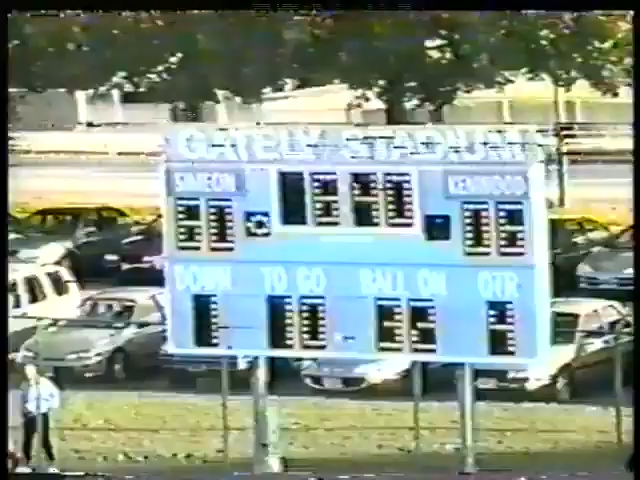 GATELY STADIUM
SIMEON KENWOOD
DOWN TO GO BALL ON QTR